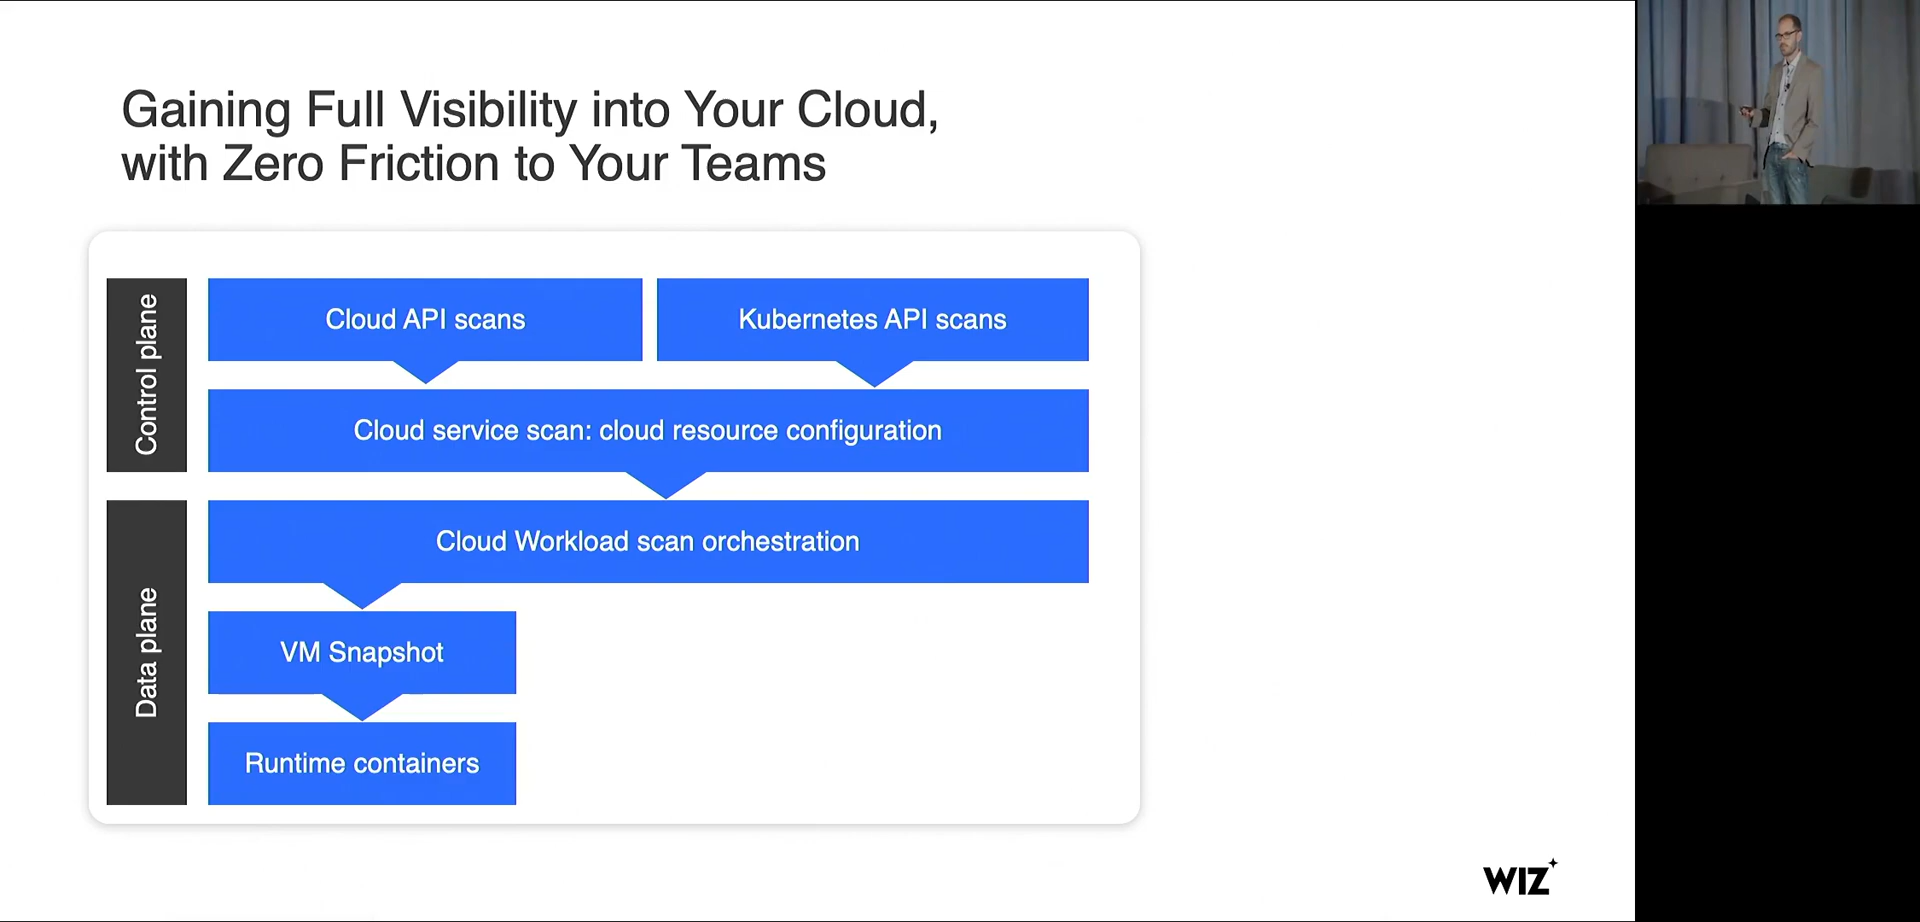 Gaining Full Visibility into Your Cloud,
with Zero Friction to Your Teams
Control plane
Cloud API scans
Kubernetes API scans
Cloud service scan: cloud resource configuration
Data plane
Cloud Workload scan orchestration
VM Snapshot
Runtime containers
WIZ